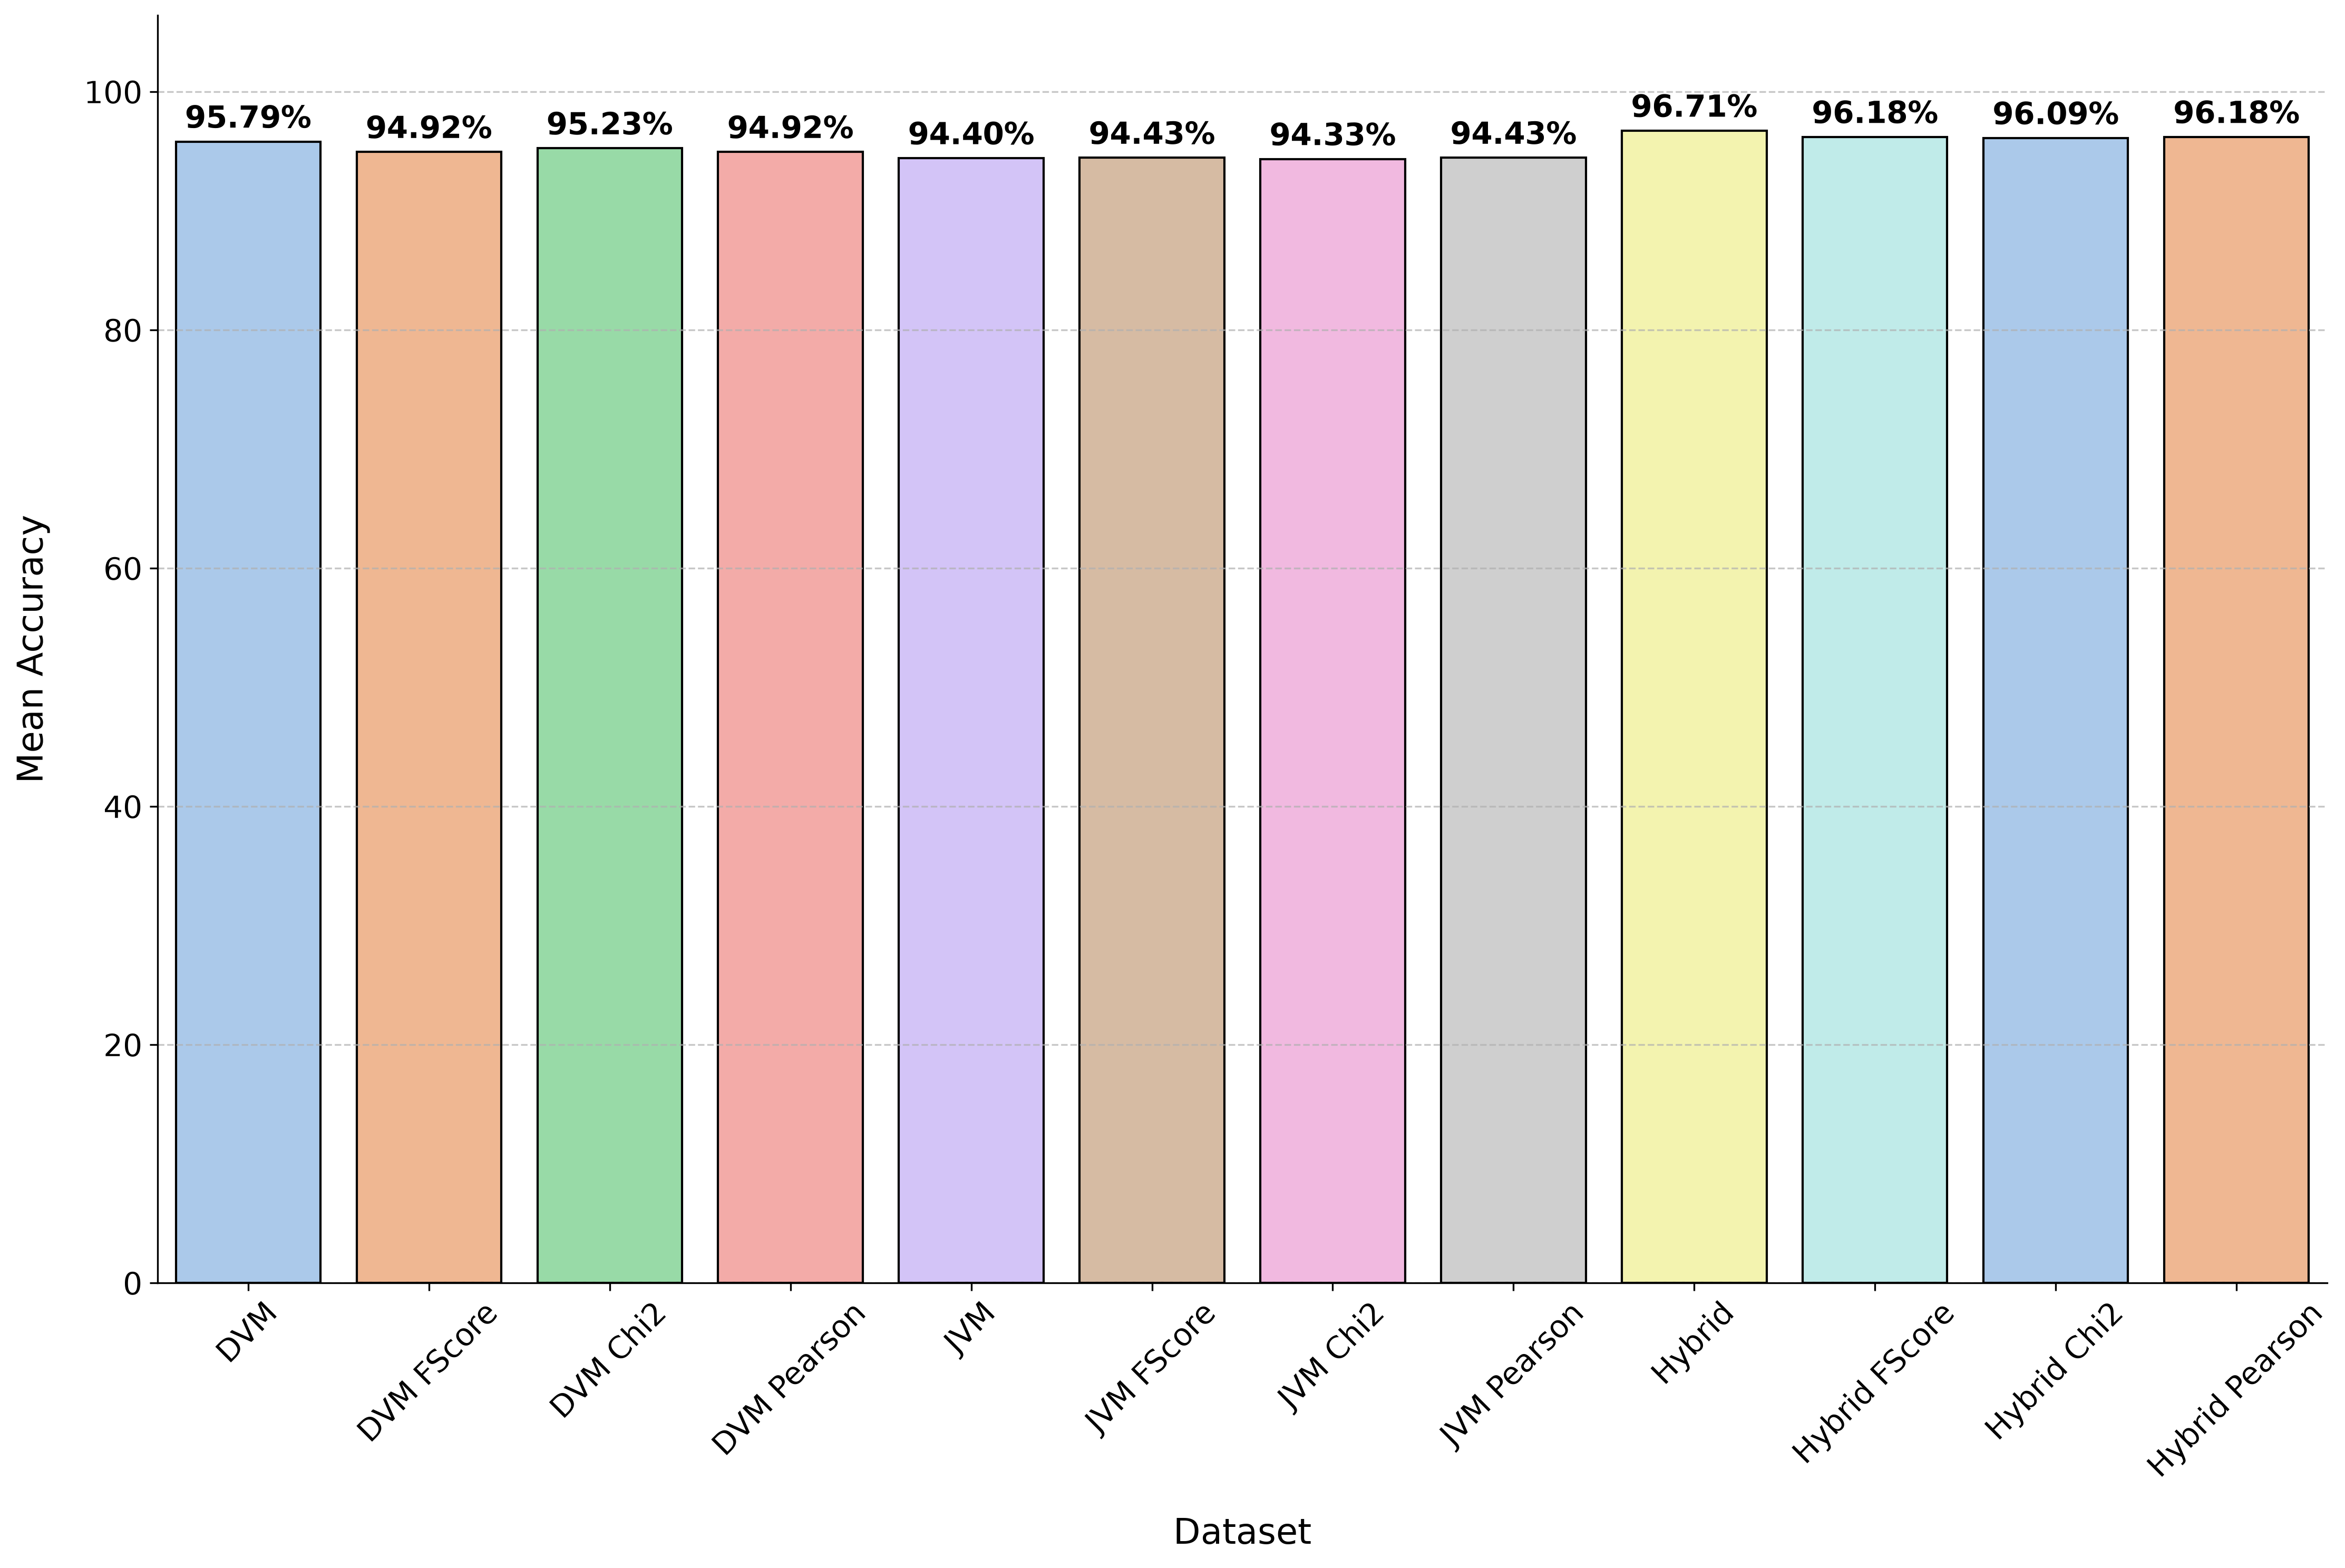 Mean Accuracy
100
80
60
40
20
0
95.79%
94.92%
95.23%
94.92%
94.40%
94.43%
94.33%
94.43%
96.71%
96.18%
96.09%
96.18%
DVM
DVM FScore
DVM Chi2
DVM Pearson
JVM
JVM FScore
JVM Chi2
JVM Pearson
Hybrid
Hybrid FScore
Hybrid Chi2
Hybrid Pearson
Dataset